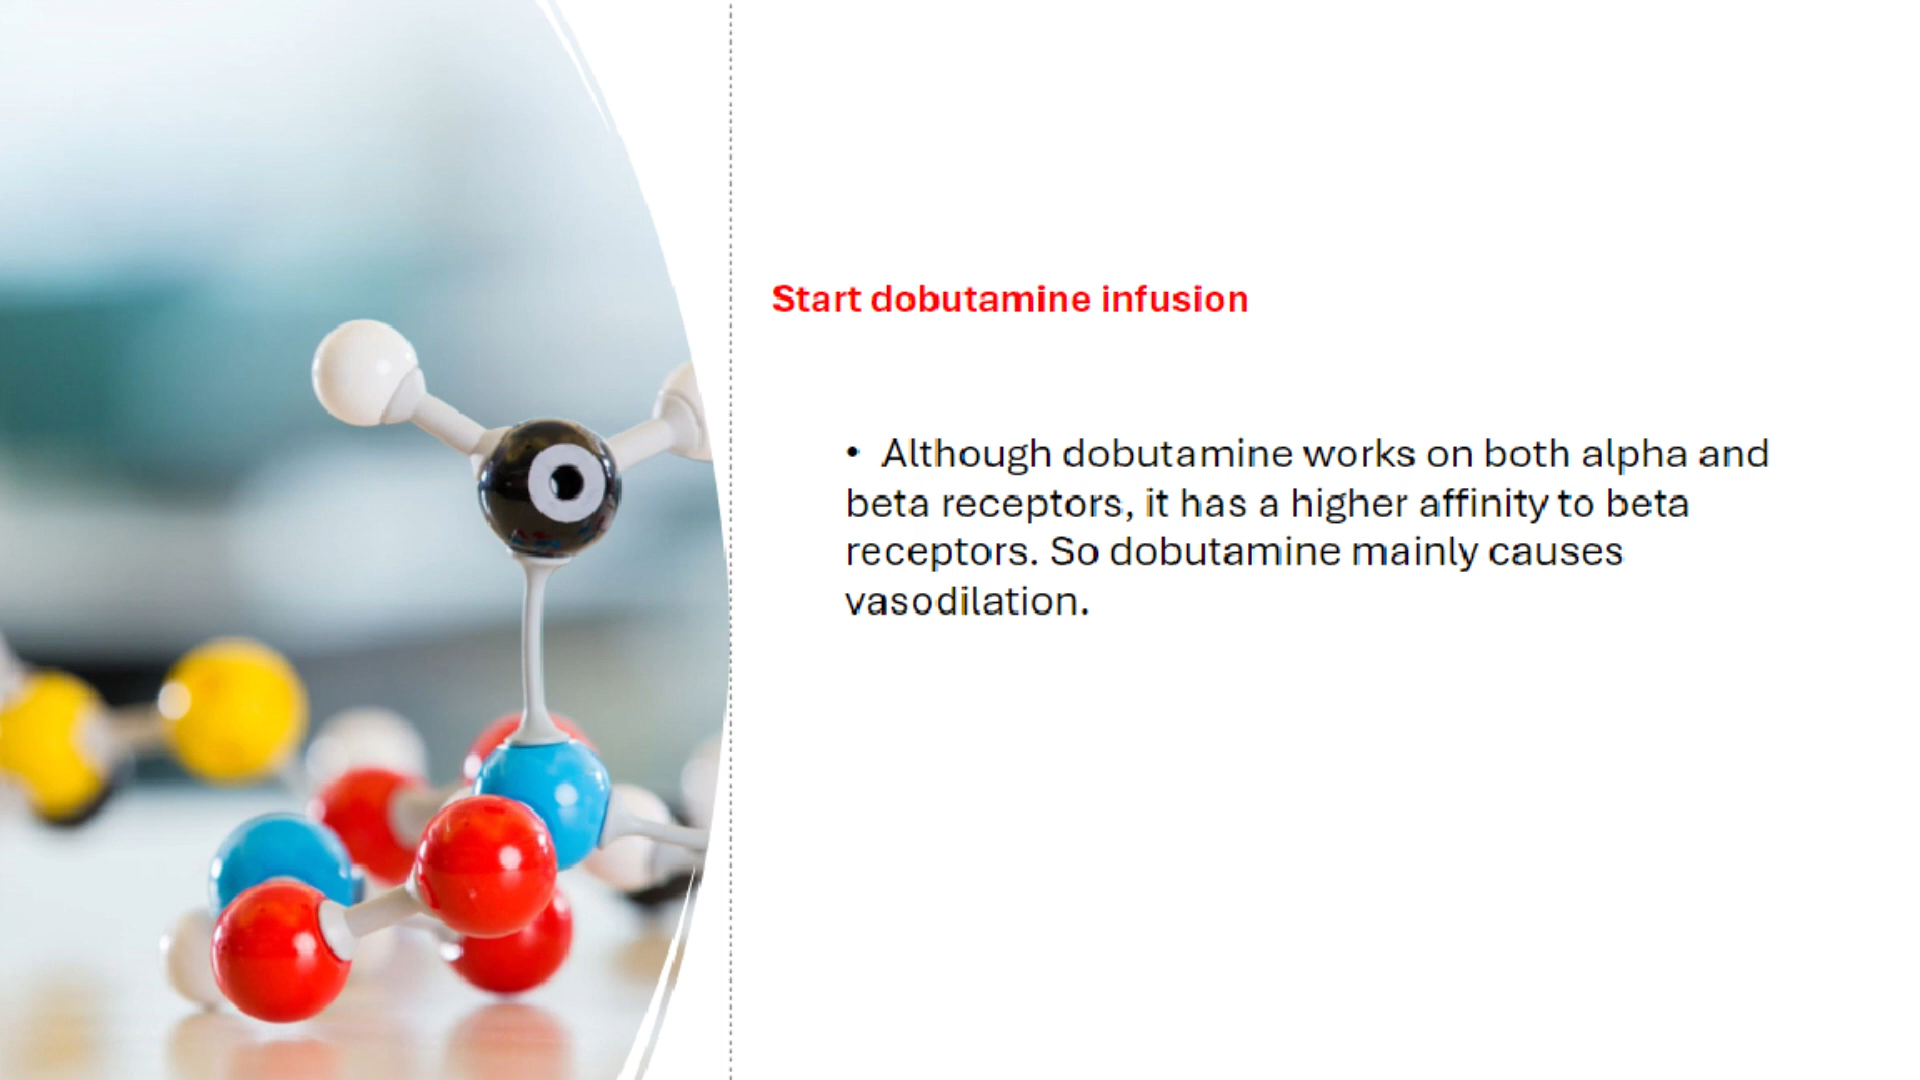 Start dobutamine infusion
• Although dobutamine works on both alpha and
beta receptors, it has a higher affinity to beta
receptors. So dobutamine mainly causes
vasodilation.